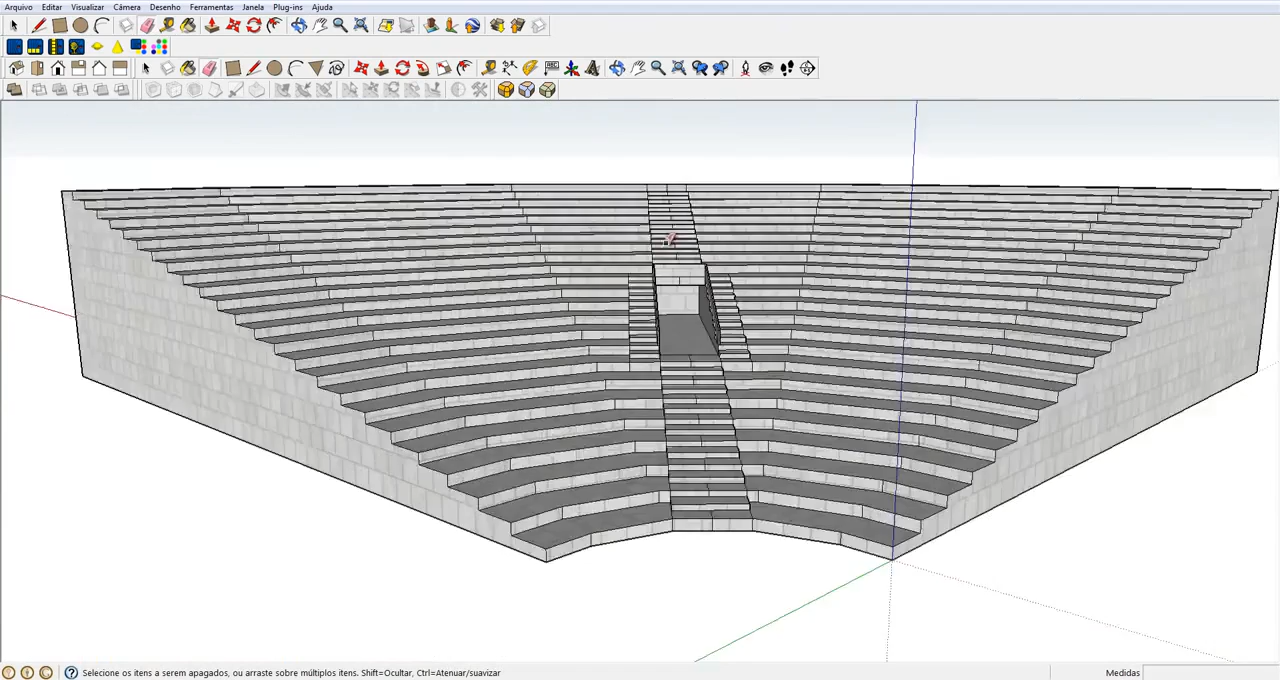 Arquivo Editar Visualizar Câmera Desenho Ferramentas Janela Plug-ins Ajuda
Selecione os itens a serem apagados, ou arraste sobre múltiplos itens. Shift=Ocultar, Ctrl=Atenuar/suavizar
Medidas